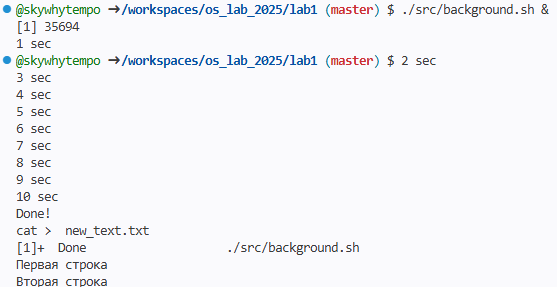 @skywhytempo ➜/workspaces/os_lab_2025/lab1 (master) $ ./src/background.sh &
[1] 35694
1 sec
@skywhytempo ➜/workspaces/os_lab_2025/lab1 (master) $ 2 sec
3 sec
4 sec
5 sec
6 sec
7 sec
8 sec
9 sec
10 sec
Done!
cat >  new_text.txt
[1]+  Done                    ./src/background.sh
Первая строка
Вторая строка